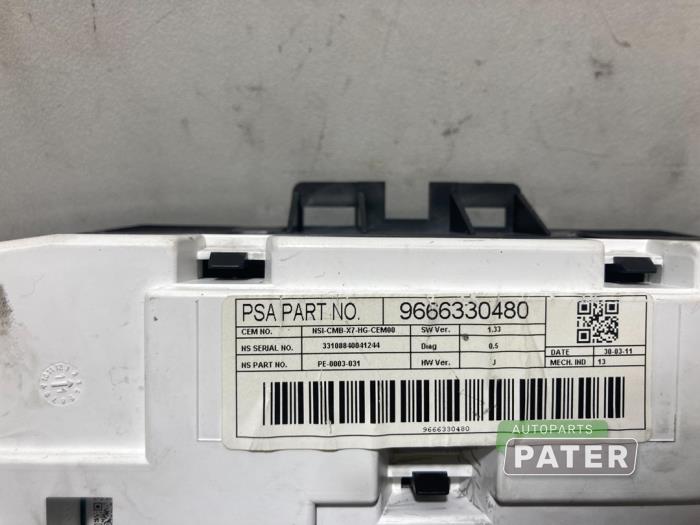 PSA PART NO. 9666330480
CEM NO. NSI-CMB-X7-HG-CEM00 SW Ver. 1.33
NS SERIAL NO. 33108840841244 Diag 0.5
NS PART NO. PE-0003-031 HW Ver. J
DATE 30-03-11
MECH. IND 13
9666330480
AUTOPARTS
PATER